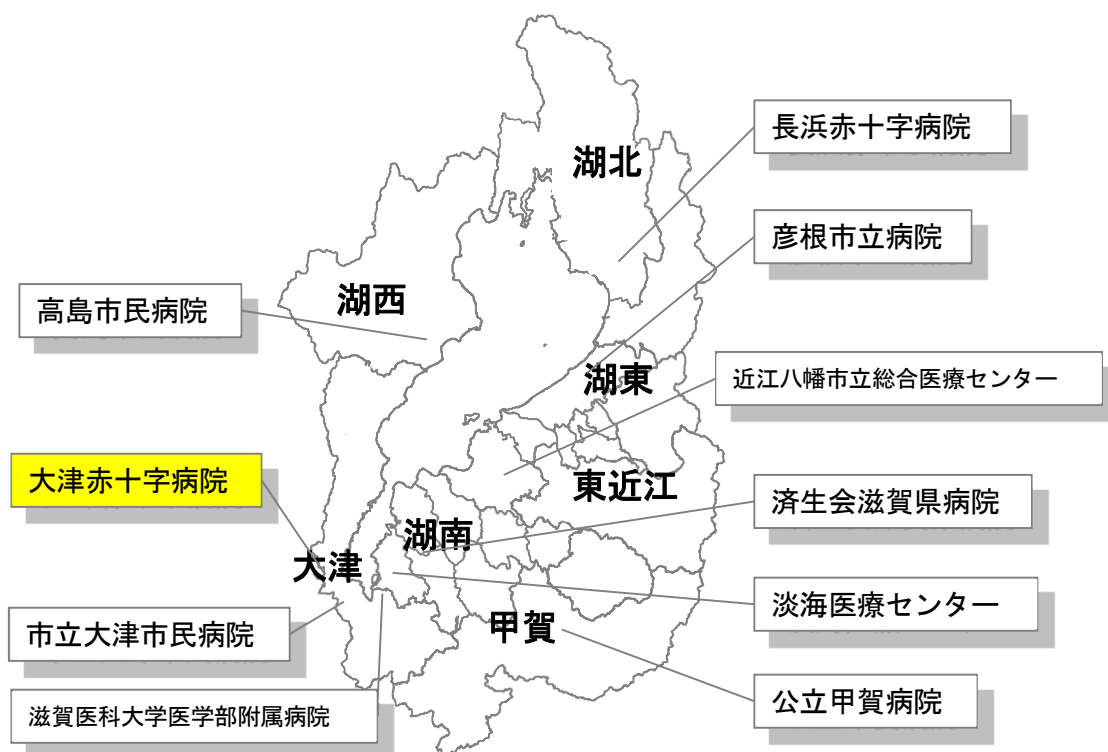 長浜赤十字病院
湖北
彦根市立病院
湖西
高島市民病院
湖東
近江八幡市立総合医療センター
大津赤十字病院
東近江
済生会滋賀県病院
湖南
大津
淡海医療センター
市立大津市民病院
甲賀
公立甲賀病院
滋賀医科大学医学部附属病院